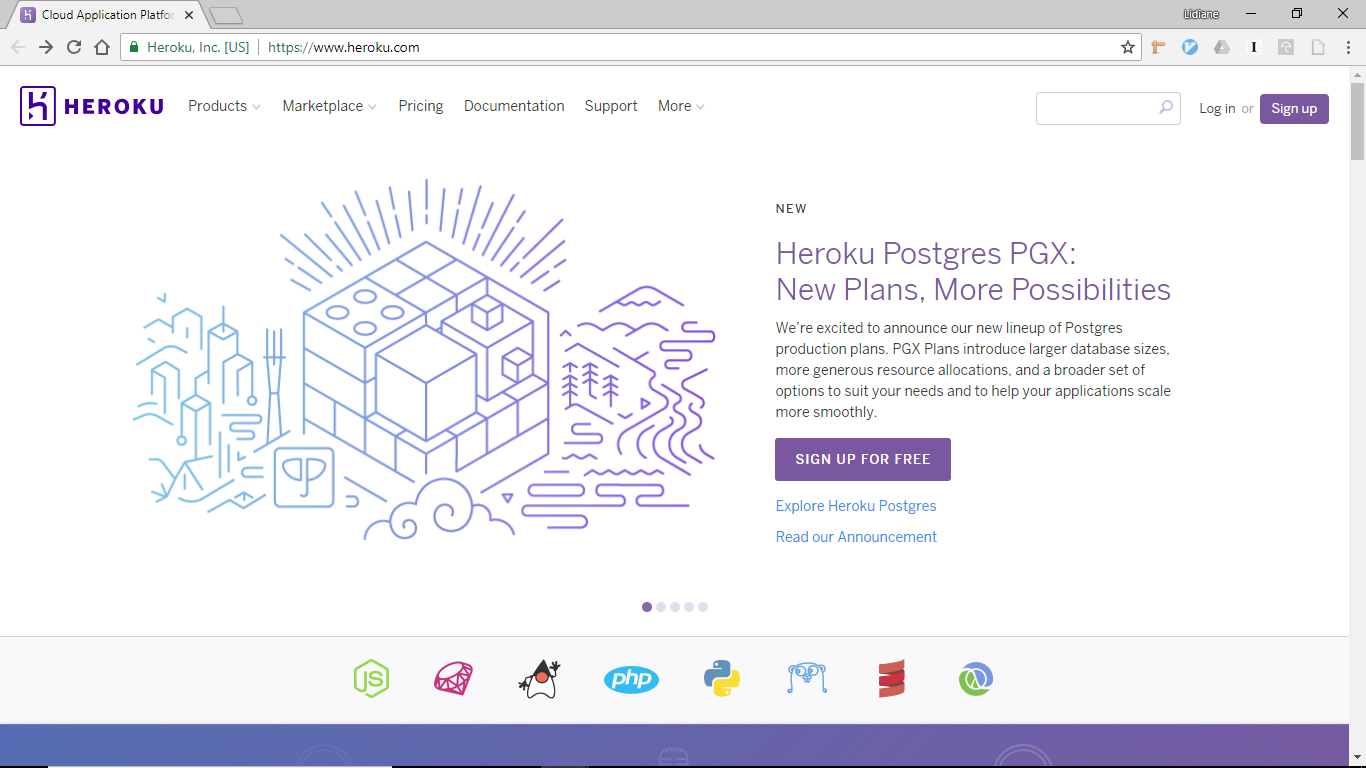 Cloud Application Platfor
Lidiane
Heroku, Inc. [US]
https://www.heroku.com
HEROKU
Products
Marketplace
Pricing
Documentation
Support
More
Log in or
Sign up
NEW
Heroku Postgres PGX:
New Plans, More Possibilities
We're excited to announce our new lineup of Postgres
production plans. PGX Plans introduce larger database sizes,
more generous resource allocations, and a broader set of
options to suit your needs and to help your applications scale
more smoothly.
SIGN UP FOR FREE
Explore Heroku Postgres
Read our Announcement
JS
php